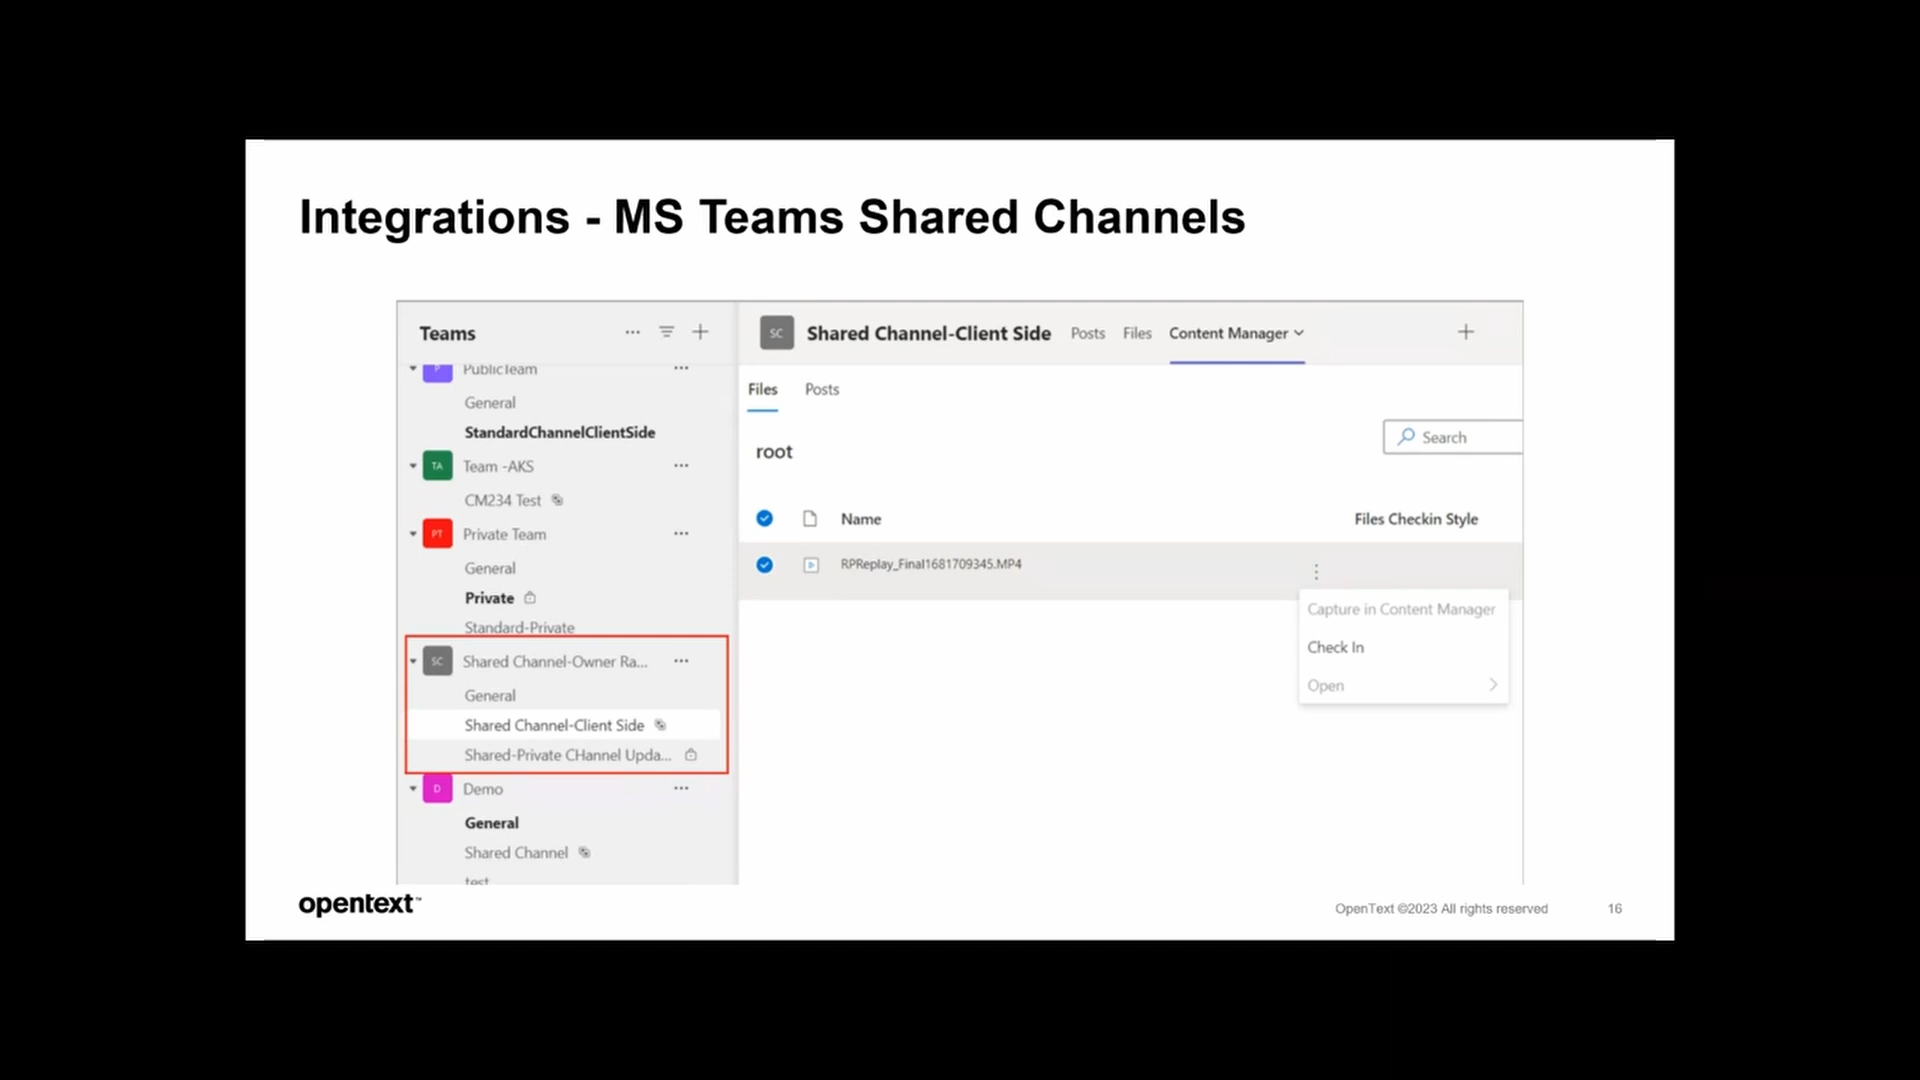 Integrations - MS Teams Shared Channels
Teams
PublicTeam
General
StandardChannelClientSide
TA Team -AKS
CM234 Test
PT Private Team
General
Private
Standard-Private
SC Shared Channel-Owner Ra...
General
Shared Channel-Client Side
Shared-Private CHannel Upda...
D Demo
General
Shared Channel
test
SC Shared Channel-Client Side Posts Files Content Manager
Files Posts
root
Search
Name Files Checkin Style
RPReplay_Final1681709345.MP4
Capture in Content Manager
Check In
Open
opentext™
OpenText ©2023 All rights reserved 16